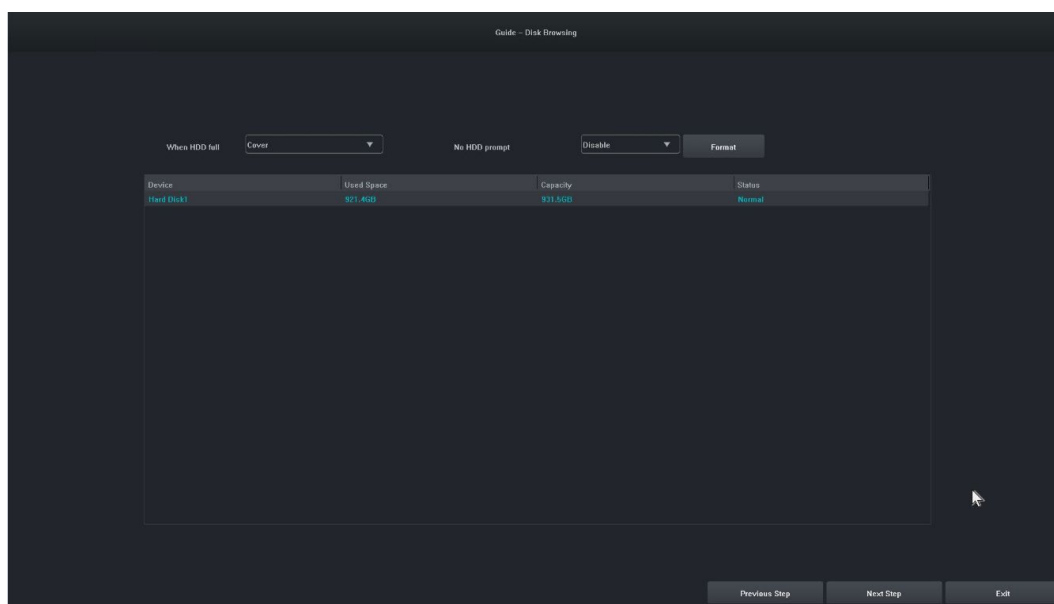 Guide - Disk Browsing
When HDD full Cover No HDD prompt Disable Format
Device Used Space Capacity Status
Hard Disk1 921.4GB 931.5GB Normal
Previous Step Next Step Exit